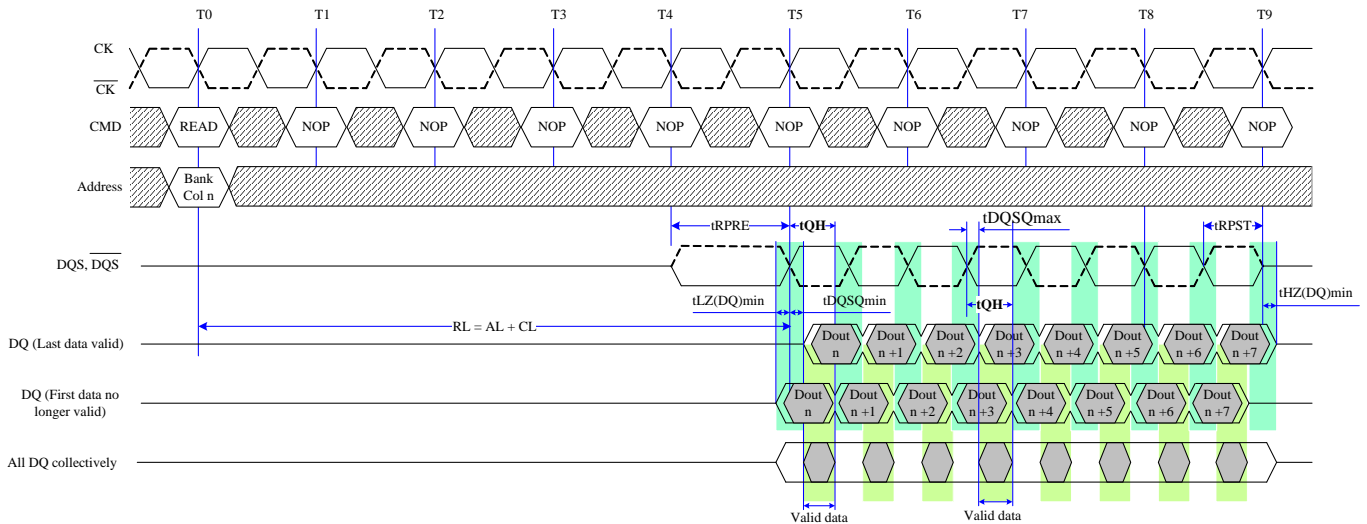 T0 T1 T2 T3 T4 T5 T6 T7 T8 T9
CK
CK
CMD READ NOP NOP NOP NOP NOP NOP NOP NOP NOP
Address Bank
Col n
tRPRE tQH tDQSQmax tRPST
DQS, DQS
tLZ(DQ)min tDQSQmin tQH tHZ(DQ)min
RL = AL + CL
DQ (Last data valid) Dout Dout Dout Dout Dout Dout Dout Dout
n n +1 n +2 n +3 n +4 n +5 n +6 n +7
DQ (First data no
longer valid)
Dout Dout Dout Dout Dout Dout Dout Dout
n n +1 n +2 n +3 n +4 n +5 n +6 n +7
All DQ collectively
Valid data Valid data